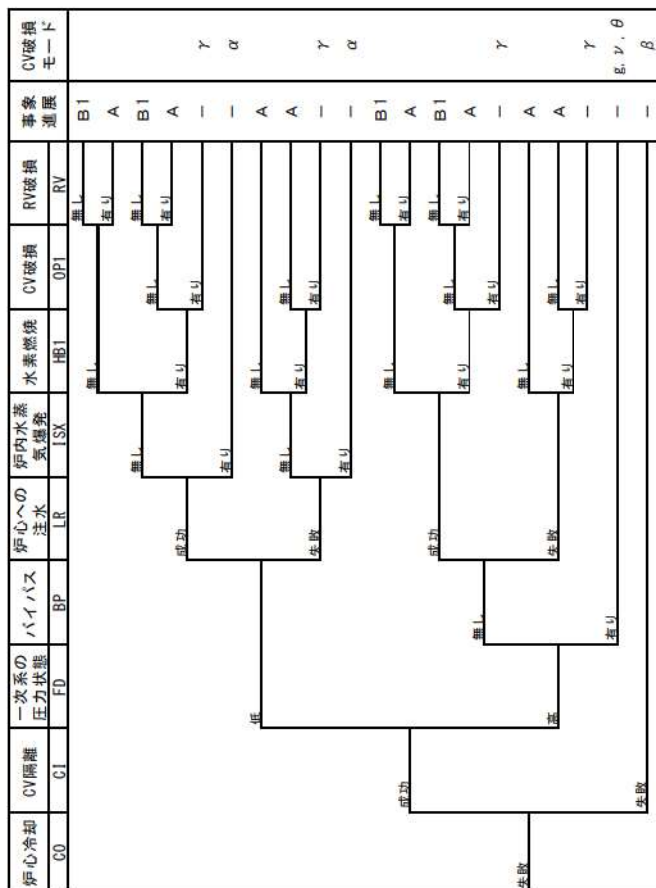 炉心冷却
CO
CV隔離
CI
一次系の
圧力状態
FD
バイパス
BP
炉心への
注水
LR
炉内水蒸
気爆発
ISX
水素燃焼
HB1
CV破損
OP1
RV破損
RV
事象
進展
CV破損
モード
失敗
成功
失敗
低
高
無し
有り
成功
失敗
成功
失敗
無し
有り
無し
有り
無し
有り
無し
有り
無し
有り
無し
有り
無し
有り
無し
有り
無し
有り
無し
有り
無し
有り
無し
有り
無し
有り
無し
有り
B1
A
B1
A
− γ
− α
A
A
− γ
− α
B1
A
B1
A
− γ
A
A
− γ
− g, ν, θ
− β